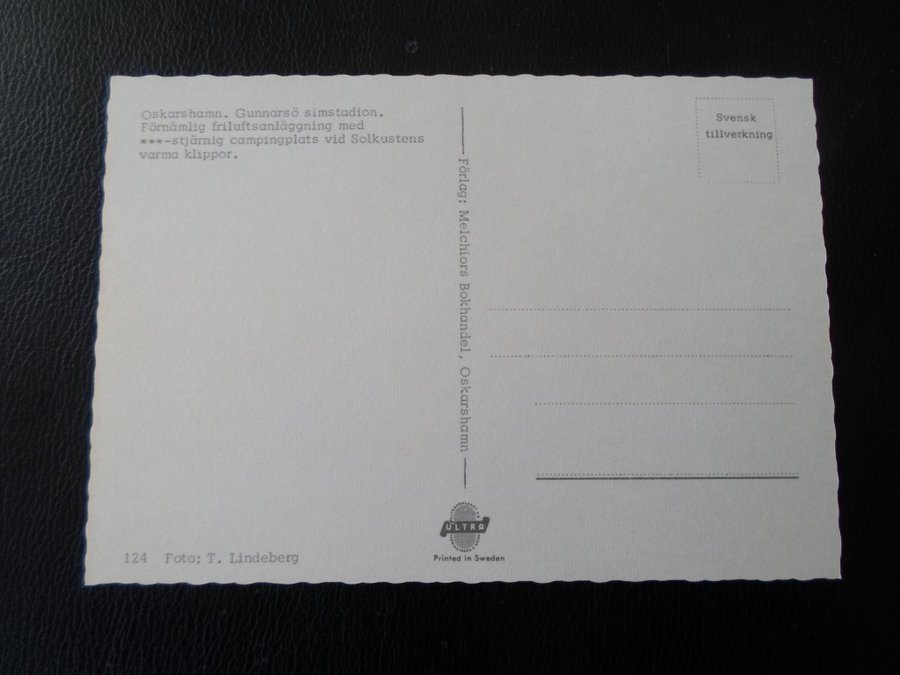 Oskarshamn. Gunnarsö simstadion.
Förnämlig friluftsanläggning med
***-stjärnig campingplats vid Solkustens
varma klippor.
Svensk
tillverkning
Förlag: Melchiors Bokhandel, Oskarshamn
ULTRA
Printed in Sweden
124 Foto: T. Lindeberg